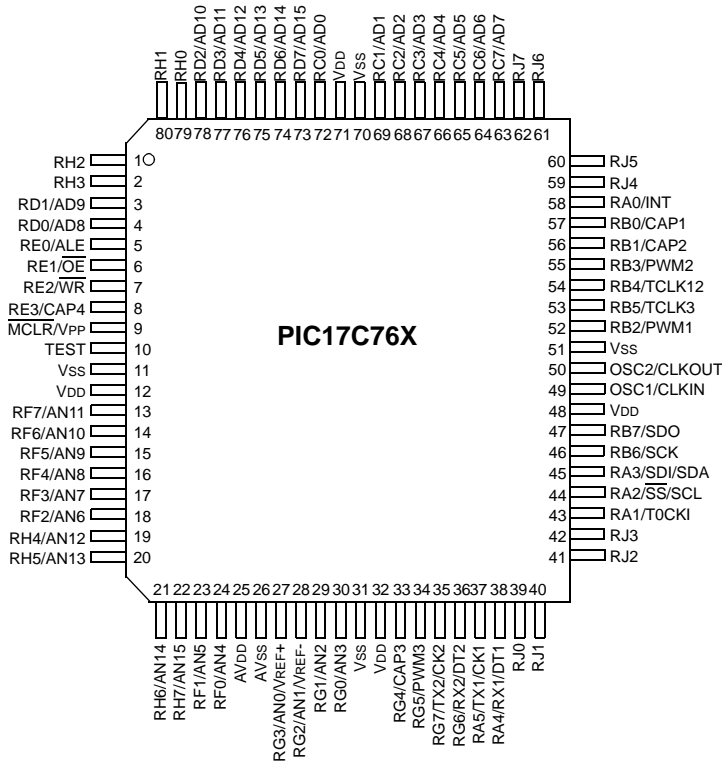 RH1
RH0
RD2/AD10
RD3/AD11
RD4/AD12
RD5/AD13
RD6/AD14
RD7/AD15
RC0/AD0
VDD
VSS
RC1/AD1
RC2/AD2
RC3/AD3
RC4/AD4
RC5/AD5
RC6/AD6
RC7/AD7
RJ7
RJ6
80 79 78 77 76 75 74 73 72 71 70 69 68 67 66 65 64 63 62 61
RH2 1
RH3 2
RD1/AD9 3
RD0/AD8 4
RE0/ALE 5
RE1/OE 6
RE2/WR 7
RE3/CAP4 8
MCLR/VPP 9
TEST 10
VSS 11
VDD 12
RF7/AN11 13
RF6/AN10 14
RF5/AN9 15
RF4/AN8 16
RF3/AN7 17
RF2/AN6 18
RH4/AN12 19
RH5/AN13 20
PIC17C76X
60 RJ5
59 RJ4
58 RA0/INT
57 RB0/CAP1
56 RB1/CAP2
55 RB3/PWM2
54 RB4/TCLK12
53 RB5/TCLK3
52 RB2/PWM1
51 VSS
50 OSC2/CLKOUT
49 OSC1/CLKIN
48 VDD
47 RB7/SDO
46 RB6/SCK
45 RA3/SDI/SDA
44 RA2/SS/SCL
43 RA1/T0CKI
42 RJ3
41 RJ2
21 22 23 24 25 26 27 28 29 30 31 32 33 34 35 36 37 38 39 40
RH6/AN14
RH7/AN15
RF1/AN5
RF0/AN4
AVDD
AVSS
RG3/AN0/VREF+
RG2/AN1/VREF-
RG1/AN2
RG0/AN3
VSS
VDD
RG4/CAP3
RG5/PWM3
RG7/TX2/CK2
RG6/RX2/DT2
RA5/TX1/CK1
RA4/RX1/DT1
RJ0
RJ1